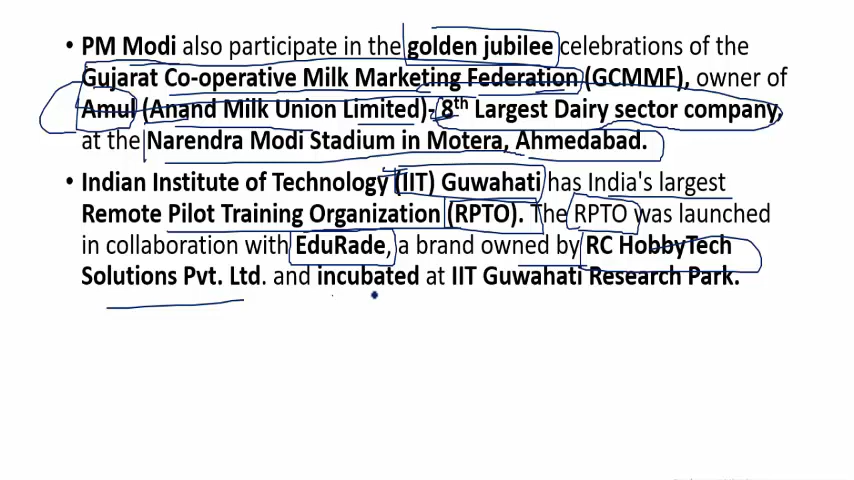 • PM Modi also participate in the golden jubilee celebrations of the
Gujarat Co-operative Milk Marketing Federation (GCMMF), owner of
Amul (Anand Milk Union Limited)- 8th Largest Dairy sector company,
at the Narendra Modi Stadium in Motera, Ahmedabad.
• Indian Institute of Technology (IIT) Guwahati has India's largest
Remote Pilot Training Organization (RPTO). The RPTO was launched
in collaboration with EduRade, a brand owned by RC HobbyTech
Solutions Pvt. Ltd. and incubated at IIT Guwahati Research Park.